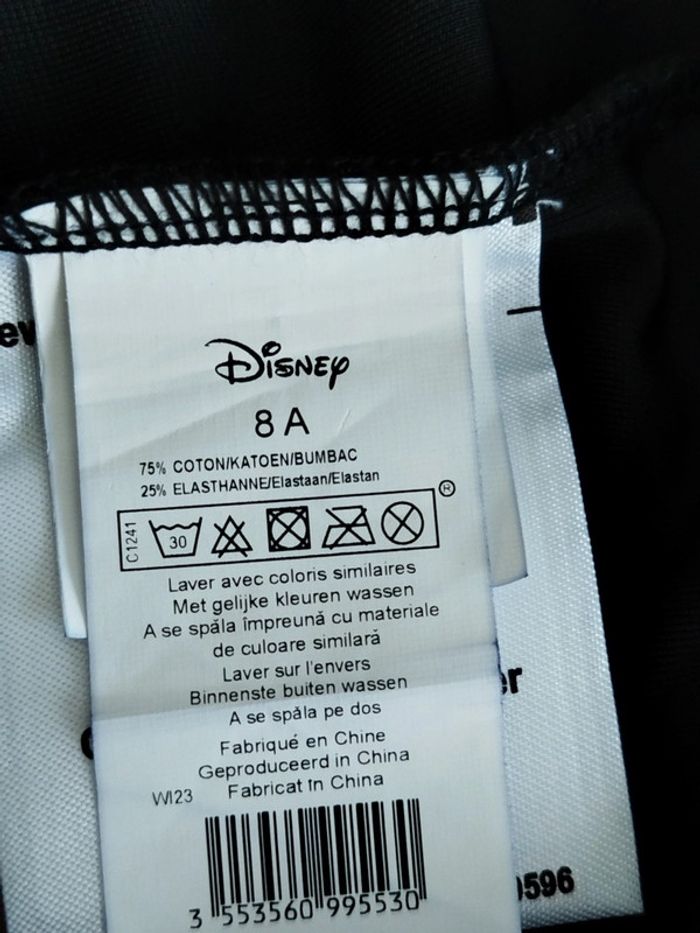 Disney
8 A
75% COTON/KATOEN/BUMBAC
25% ELASTHANNE/Elastaan/Elastan
®
C1241
30
Laver avec coloris similaires
Met gelijke kleuren wassen
A se spăla împreună cu materiale
de culoare similară
Laver sur l'envers
Binnenste buiten wassen
A se spăla pe dos
Fabriqué en Chine
Geproduceerd in China
WI23 Fabricat în China
3 553560 995530